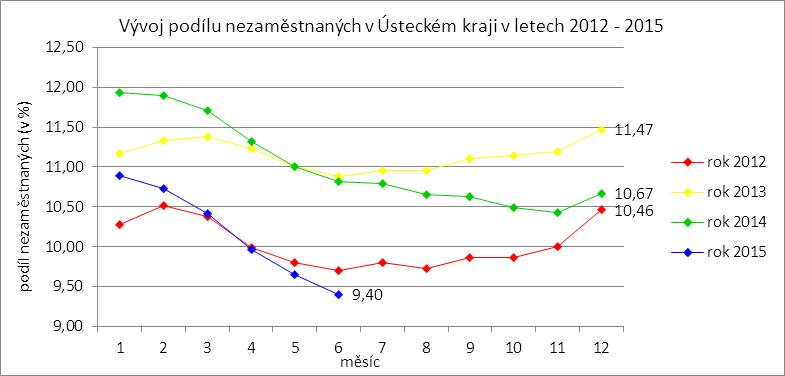 Vývoj podílu nezaměstnaných v Ústeckém kraji v letech 2012 - 2015
podíl nezaměstnaných (v %)
12,50
12,00
11,50
11,00
10,50
10,00
9,50
9,00
11,47
10,67
10,46
9,40
rok 2012
rok 2013
rok 2014
rok 2015
1 2 3 4 5 6 7 8 9 10 11 12
měsíc